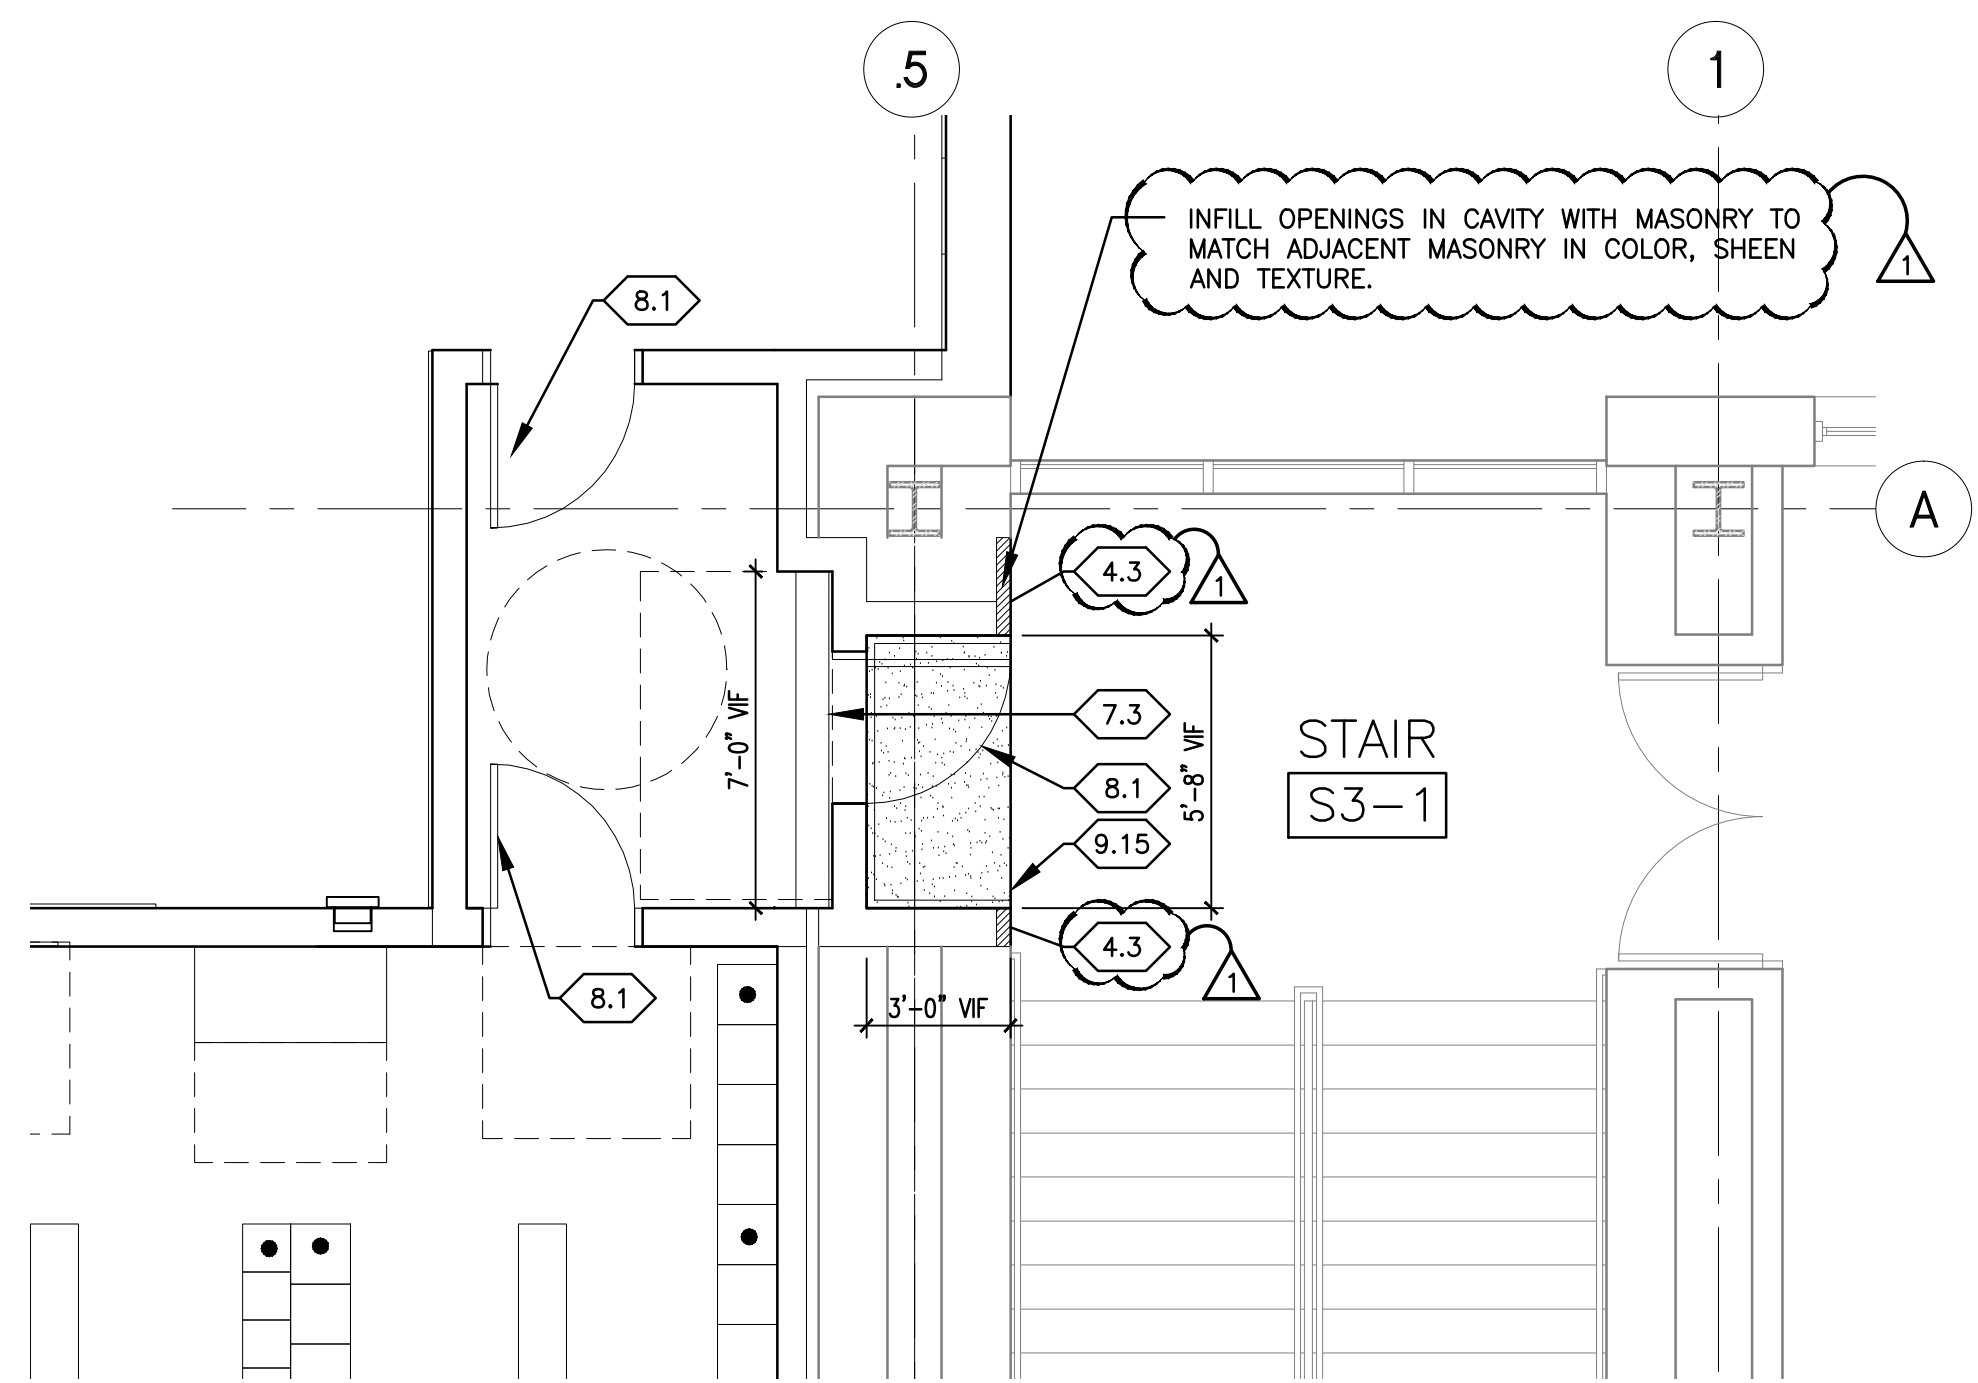 .5
1
INFILL OPENINGS IN CAVITY WITH MASONRY TO
MATCH ADJACENT MASONRY IN COLOR, SHEEN
AND TEXTURE.
1
8.1
A
4.3
1
7.3
7'-0" VIF
5'-8" VIF
STAIR
S3-1
8.1
9.15
4.3
1
8.1
3'-0" VIF